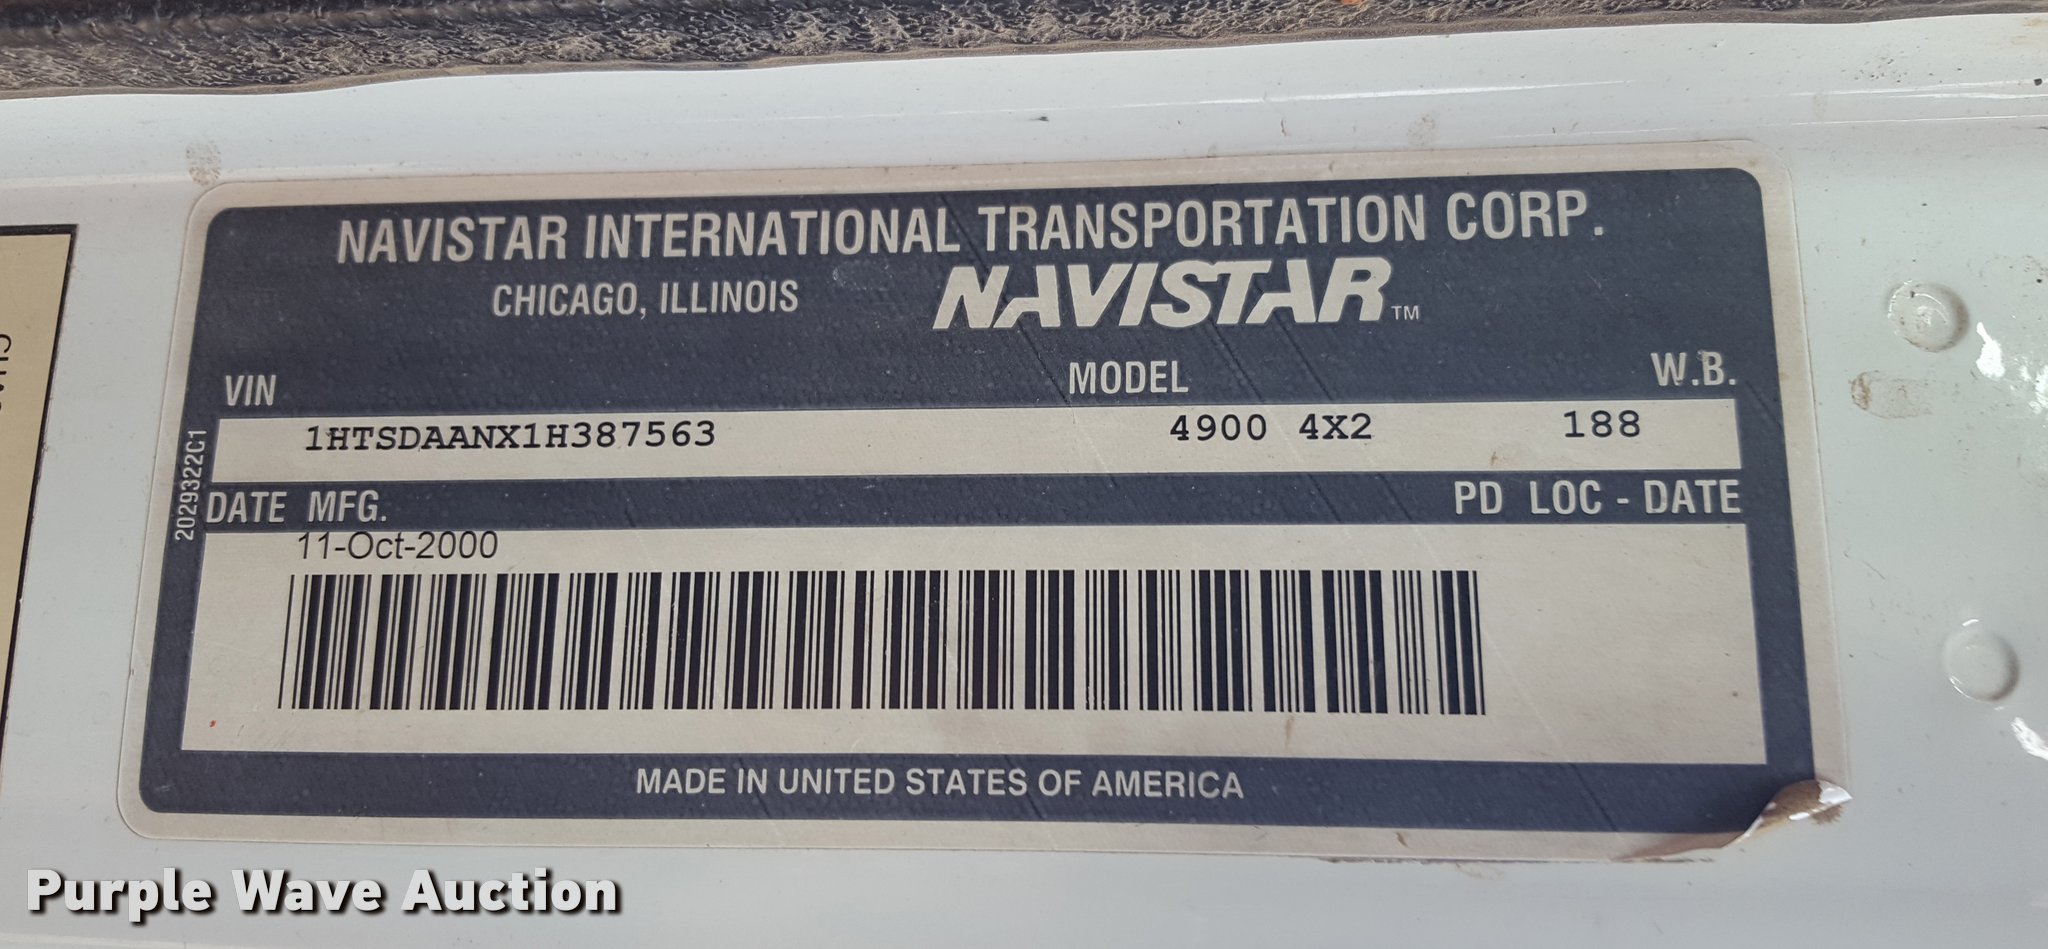 NAVISTAR INTERNATIONAL TRANSPORTATION CORP.
CHICAGO, ILLINOIS NAVISTAR™
VIN MODEL W.B.
1HTSDAANX1H387563 4900 4X2 188
2029322C1
DATE MFG. PD LOC - DATE
11-Oct-2000
MADE IN UNITED STATES OF AMERICA
Purple Wave Auction